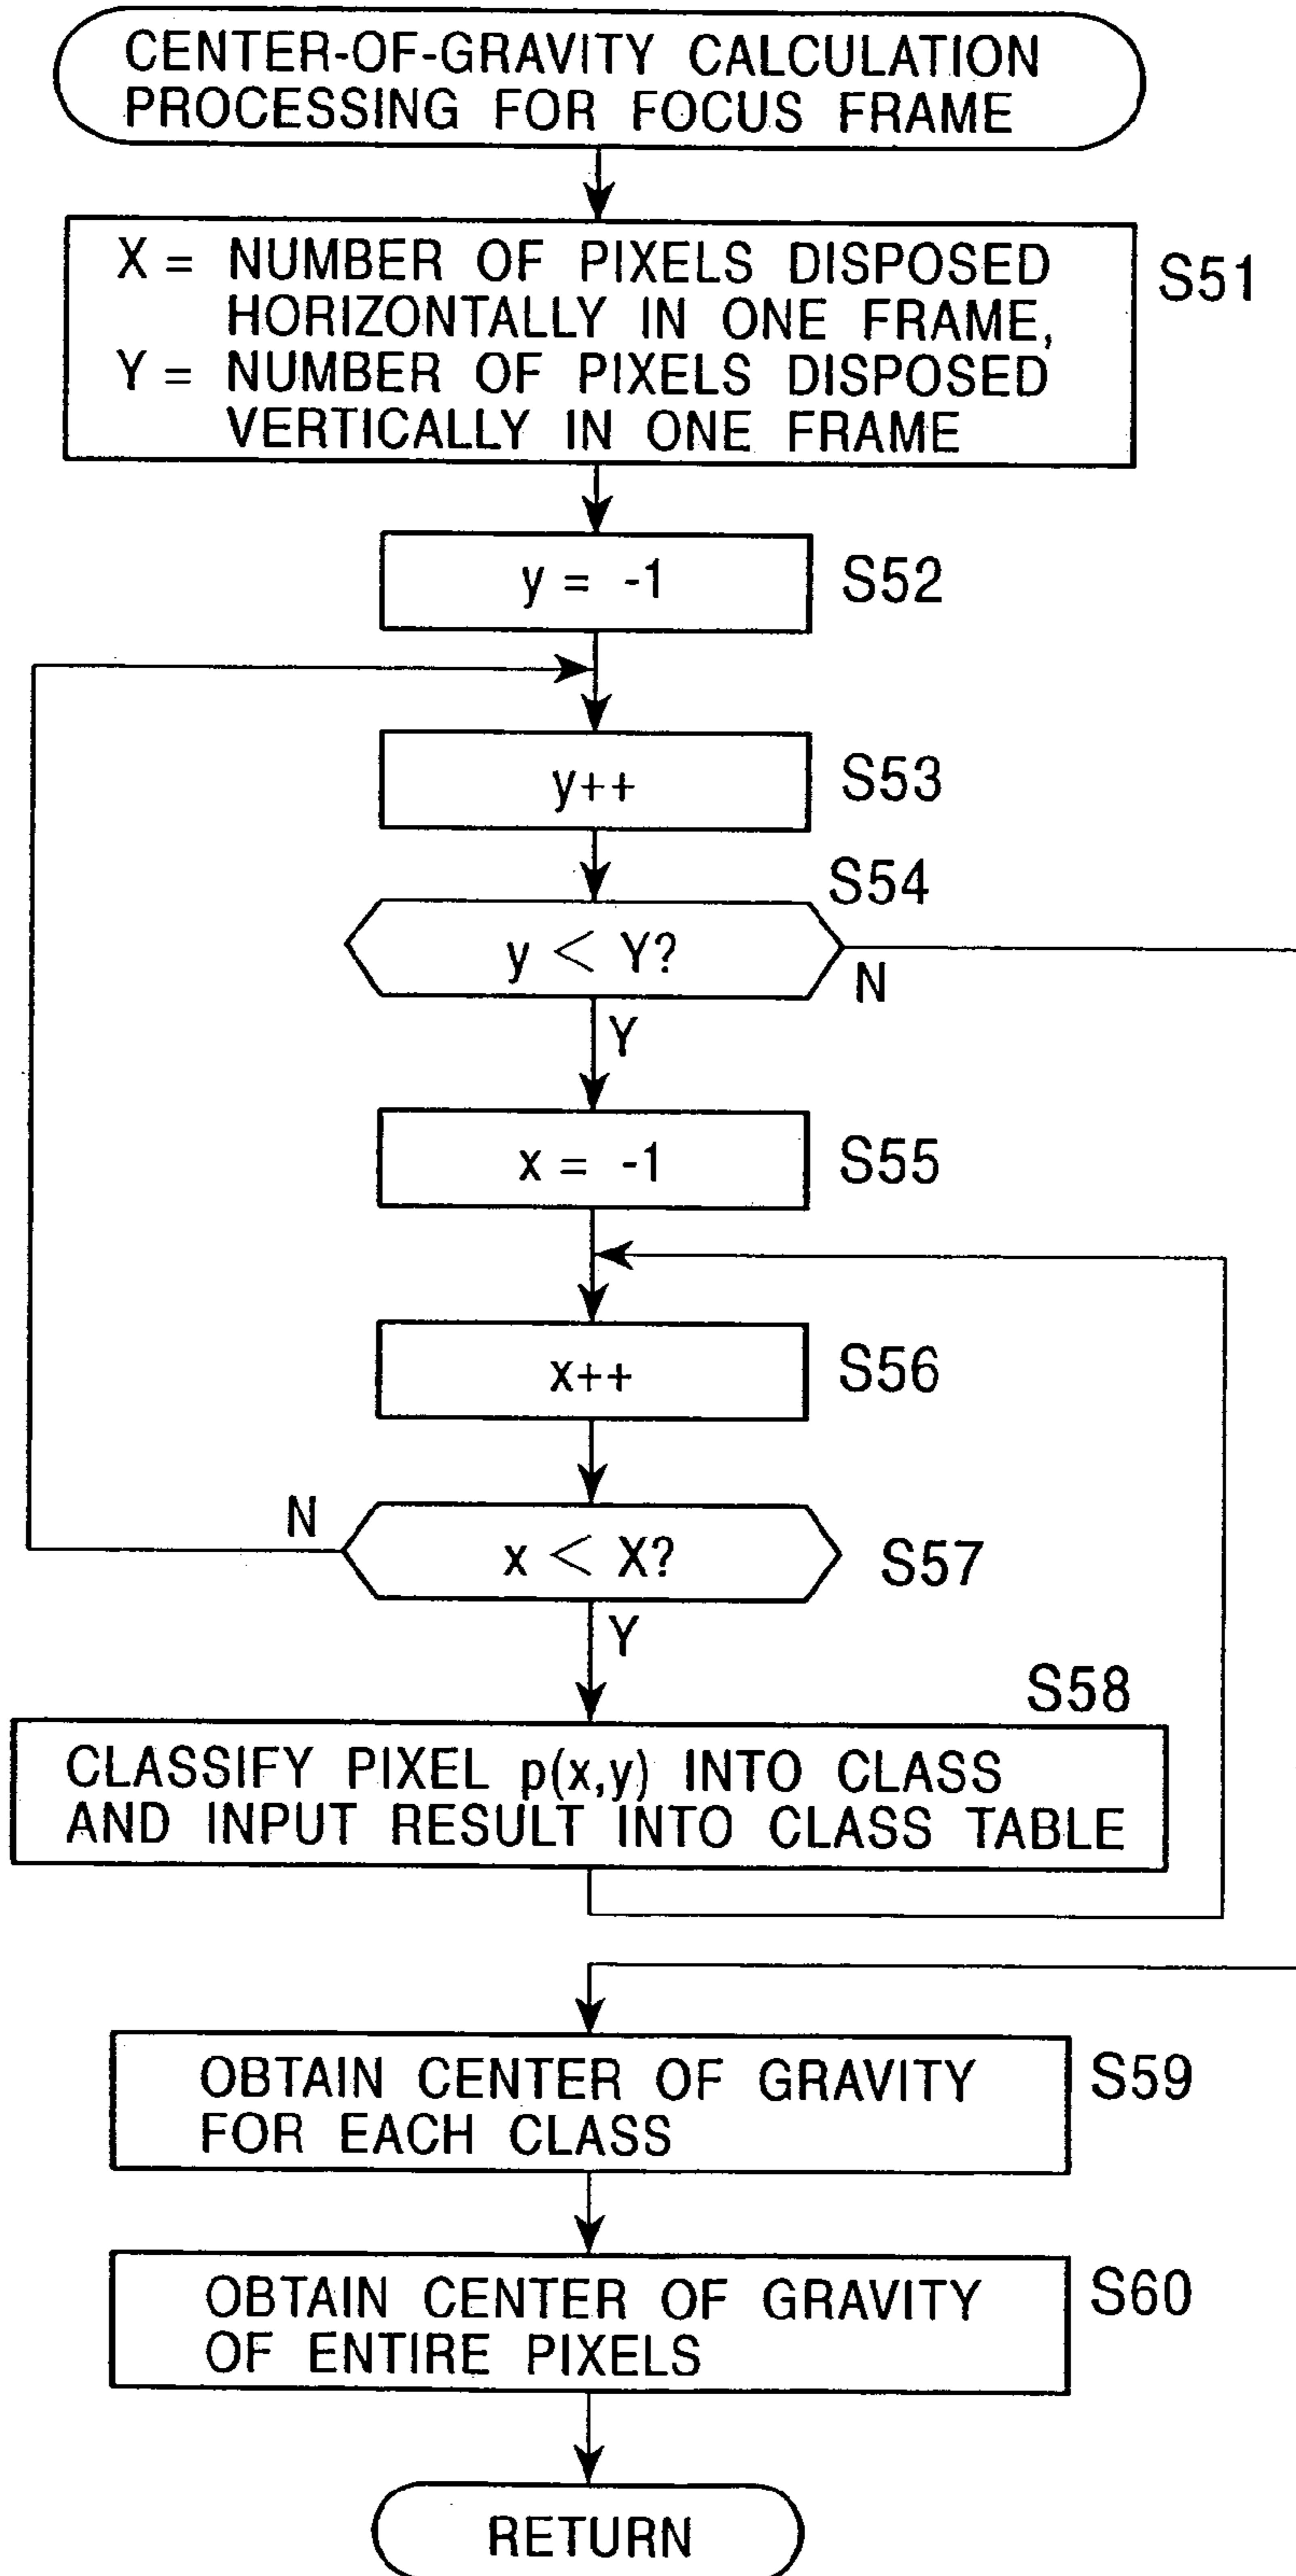 CENTER-OF-GRAVITY CALCULATION
PROCESSING FOR FOCUS FRAME
X = NUMBER OF PIXELS DISPOSED
HORIZONTALLY IN ONE FRAME,
Y = NUMBER OF PIXELS DISPOSED
VERTICALLY IN ONE FRAME
S51
y = -1
S52
y++
S53
S54
y < Y?
N
Y
x = -1
S55
x++
S56
N
x < X?
S57
Y
S58
CLASSIFY PIXEL p(x,y) INTO CLASS
AND INPUT RESULT INTO CLASS TABLE
OBTAIN CENTER OF GRAVITY
FOR EACH CLASS
S59
OBTAIN CENTER OF GRAVITY
OF ENTIRE PIXELS
S60
RETURN